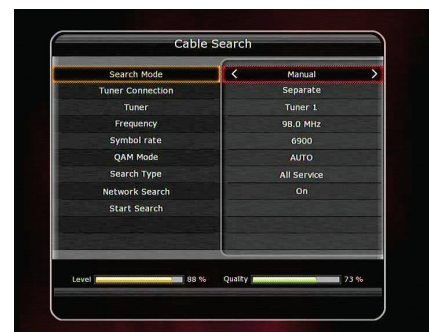 Cable Search
Search Mode Manual
Tuner Connection Separate
Tuner Tuner 1
Frequency 98.0 MHz
Symbol rate 6900
QAM Mode AUTO
Search Type All Service
Network Search On
Start Search
Level 88 % Quality 73 %